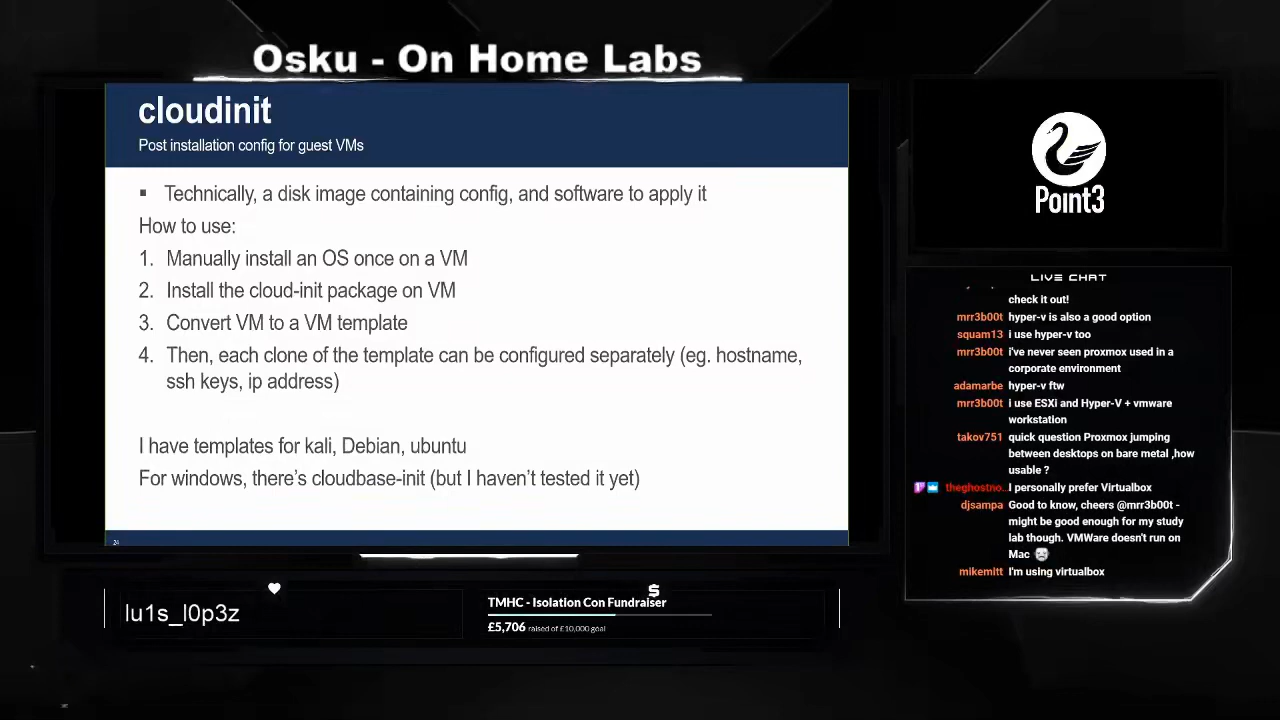 Osku - On Home Labs
cloudinit
Post installation config for guest VMs
▪ Technically, a disk image containing config, and software to apply it
How to use:
1. Manually install an OS once on a VM
2. Install the cloud-init package on VM
3. Convert VM to a VM template
4. Then, each clone of the template can be configured separately (eg. hostname,
ssh keys, ip address)
I have templates for kali, Debian, ubuntu
For windows, there's cloudbase-init (but I haven't tested it yet)
24
Point3
LIVE CHAT
check it out!
mrr3b00t hyper-v is also a good option
squam13 i use hyper-v too
mrr3b00t i've never seen proxmox used in a
corporate environment
adamarbe hyper-v ftw
mrr3b00t i use ESXi and Hyper-V + vmware
workstation
takov751 quick question Proxmox jumping
between desktops on bare metal ,how
usable ?
theghostno... I personally prefer Virtualbox
djsampa Good to know, cheers @mrr3b00t -
might be good enough for my study
lab though. VMWare doesn't run on
Mac
mikemitt I'm using virtualbox
lu1s_l0p3z
$
TMHC - Isolation Con Fundraiser
£5,706 raised of £10,000 goal